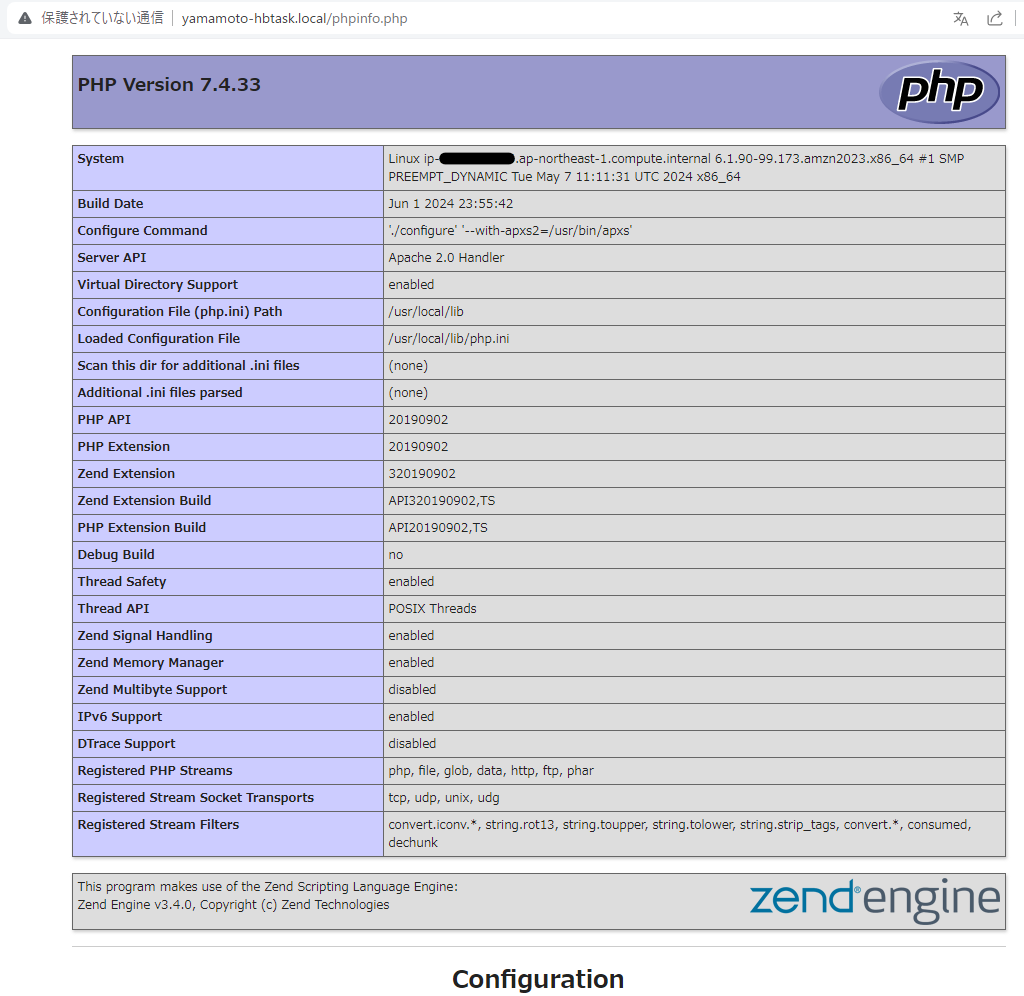 保護されていない通信 yamamoto-hbtask.local/phpinfo.php
PHP Version 7.4.33
php
System Linux ip- .ap-northeast-1.compute.internal 6.1.90-99.173.amzn2023.x86_64 #1 SMP
PREEMPT_DYNAMIC Tue May 7 11:11:31 UTC 2024 x86_64
Build Date Jun 1 2024 23:55:42
Configure Command './configure' '--with-apxs2=/usr/bin/apxs'
Server API Apache 2.0 Handler
Virtual Directory Support enabled
Configuration File (php.ini) Path /usr/local/lib
Loaded Configuration File /usr/local/lib/php.ini
Scan this dir for additional .ini files (none)
Additional .ini files parsed (none)
PHP API 20190902
PHP Extension 20190902
Zend Extension 320190902
Zend Extension Build API320190902,TS
PHP Extension Build API20190902,TS
Debug Build no
Thread Safety enabled
Thread API POSIX Threads
Zend Signal Handling enabled
Zend Memory Manager enabled
Zend Multibyte Support disabled
IPv6 Support enabled
DTrace Support disabled
Registered PHP Streams php, file, glob, data, http, ftp, phar
Registered Stream Socket Transports tcp, udp, unix, udg
Registered Stream Filters convert.iconv.*, string.rot13, string.toupper, string.tolower, string.strip_tags, convert.*, consumed,
dechunk
This program makes use of the Zend Scripting Language Engine:
Zend Engine v3.4.0, Copyright (c) Zend Technologies
zend® engine
Configuration